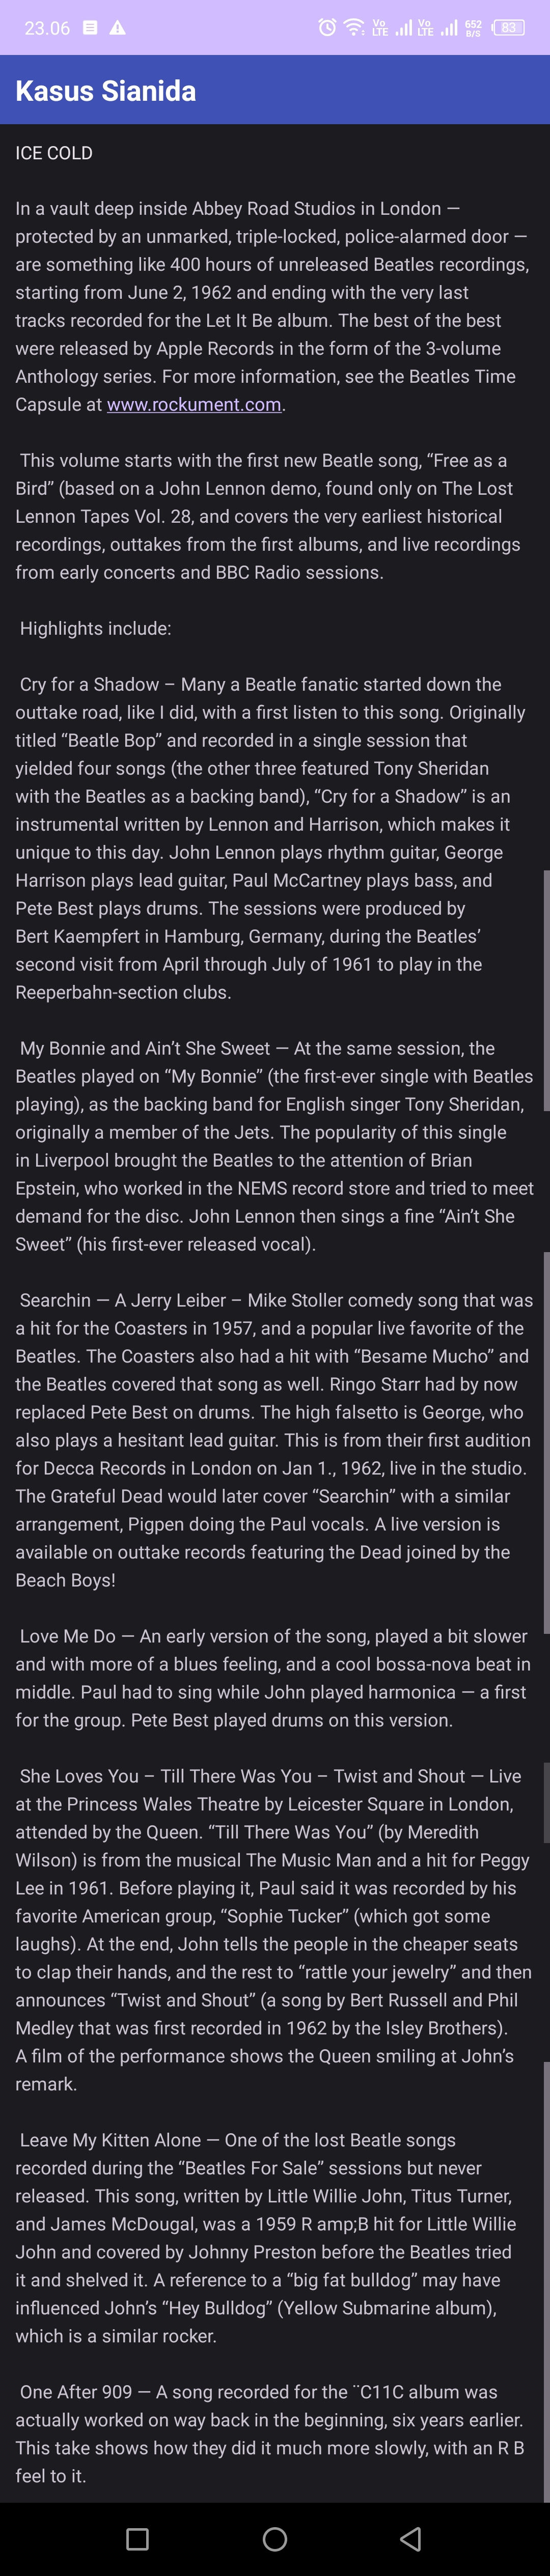 23.06
Vo LTE Vo LTE 652 B/S 83
Kasus Sianida
ICE COLD
In a vault deep inside Abbey Road Studios in London —
protected by an unmarked, triple-locked, police-alarmed door —
are something like 400 hours of unreleased Beatles recordings,
starting from June 2, 1962 and ending with the very last
tracks recorded for the Let It Be album. The best of the best
were released by Apple Records in the form of the 3-volume
Anthology series. For more information, see the Beatles Time
Capsule at www.rockument.com.
This volume starts with the first new Beatle song, “Free as a
Bird” (based on a John Lennon demo, found only on The Lost
Lennon Tapes Vol. 28, and covers the very earliest historical
recordings, outtakes from the first albums, and live recordings
from early concerts and BBC Radio sessions.
Highlights include:
Cry for a Shadow – Many a Beatle fanatic started down the
outtake road, like I did, with a first listen to this song. Originally
titled “Beatle Bop” and recorded in a single session that
yielded four songs (the other three featured Tony Sheridan
with the Beatles as a backing band), “Cry for a Shadow” is an
instrumental written by Lennon and Harrison, which makes it
unique to this day. John Lennon plays rhythm guitar, George
Harrison plays lead guitar, Paul McCartney plays bass, and
Pete Best plays drums. The sessions were produced by
Bert Kaempfert in Hamburg, Germany, during the Beatles’
second visit from April through July of 1961 to play in the
Reeperbahn-section clubs.
My Bonnie and Ain’t She Sweet — At the same session, the
Beatles played on “My Bonnie” (the first-ever single with Beatles
playing), as the backing band for English singer Tony Sheridan,
originally a member of the Jets. The popularity of this single
in Liverpool brought the Beatles to the attention of Brian
Epstein, who worked in the NEMS record store and tried to meet
demand for the disc. John Lennon then sings a fine “Ain’t She
Sweet” (his first-ever released vocal).
Searchin — A Jerry Leiber – Mike Stoller comedy song that was
a hit for the Coasters in 1957, and a popular live favorite of the
Beatles. The Coasters also had a hit with “Besame Mucho” and
the Beatles covered that song as well. Ringo Starr had by now
replaced Pete Best on drums. The high falsetto is George, who
also plays a hesitant lead guitar. This is from their first audition
for Decca Records in London on Jan 1., 1962, live in the studio.
The Grateful Dead would later cover “Searchin” with a similar
arrangement, Pigpen doing the Paul vocals. A live version is
available on outtake records featuring the Dead joined by the
Beach Boys!
Love Me Do — An early version of the song, played a bit slower
and with more of a blues feeling, and a cool bossa-nova beat in
middle. Paul had to sing while John played harmonica — a first
for the group. Pete Best played drums on this version.
She Loves You – Till There Was You – Twist and Shout — Live
at the Princess Wales Theatre by Leicester Square in London,
attended by the Queen. “Till There Was You” (by Meredith
Wilson) is from the musical The Music Man and a hit for Peggy
Lee in 1961. Before playing it, Paul said it was recorded by his
favorite American group, “Sophie Tucker” (which got some
laughs). At the end, John tells the people in the cheaper seats
to clap their hands, and the rest to “rattle your jewelry” and then
announces “Twist and Shout” (a song by Bert Russell and Phil
Medley that was first recorded in 1962 by the Isley Brothers).
A film of the performance shows the Queen smiling at John’s
remark.
Leave My Kitten Alone — One of the lost Beatle songs
recorded during the “Beatles For Sale” sessions but never
released. This song, written by Little Willie John, Titus Turner,
and James McDougal, was a 1959 R amp;B hit for Little Willie
John and covered by Johnny Preston before the Beatles tried
it and shelved it. A reference to a “big fat bulldog” may have
influenced John’s “Hey Bulldog” (Yellow Submarine album),
which is a similar rocker.
One After 909 — A song recorded for the ¨C11C album was
actually worked on way back in the beginning, six years earlier.
This take shows how they did it much more slowly, with an R B
feel to it.